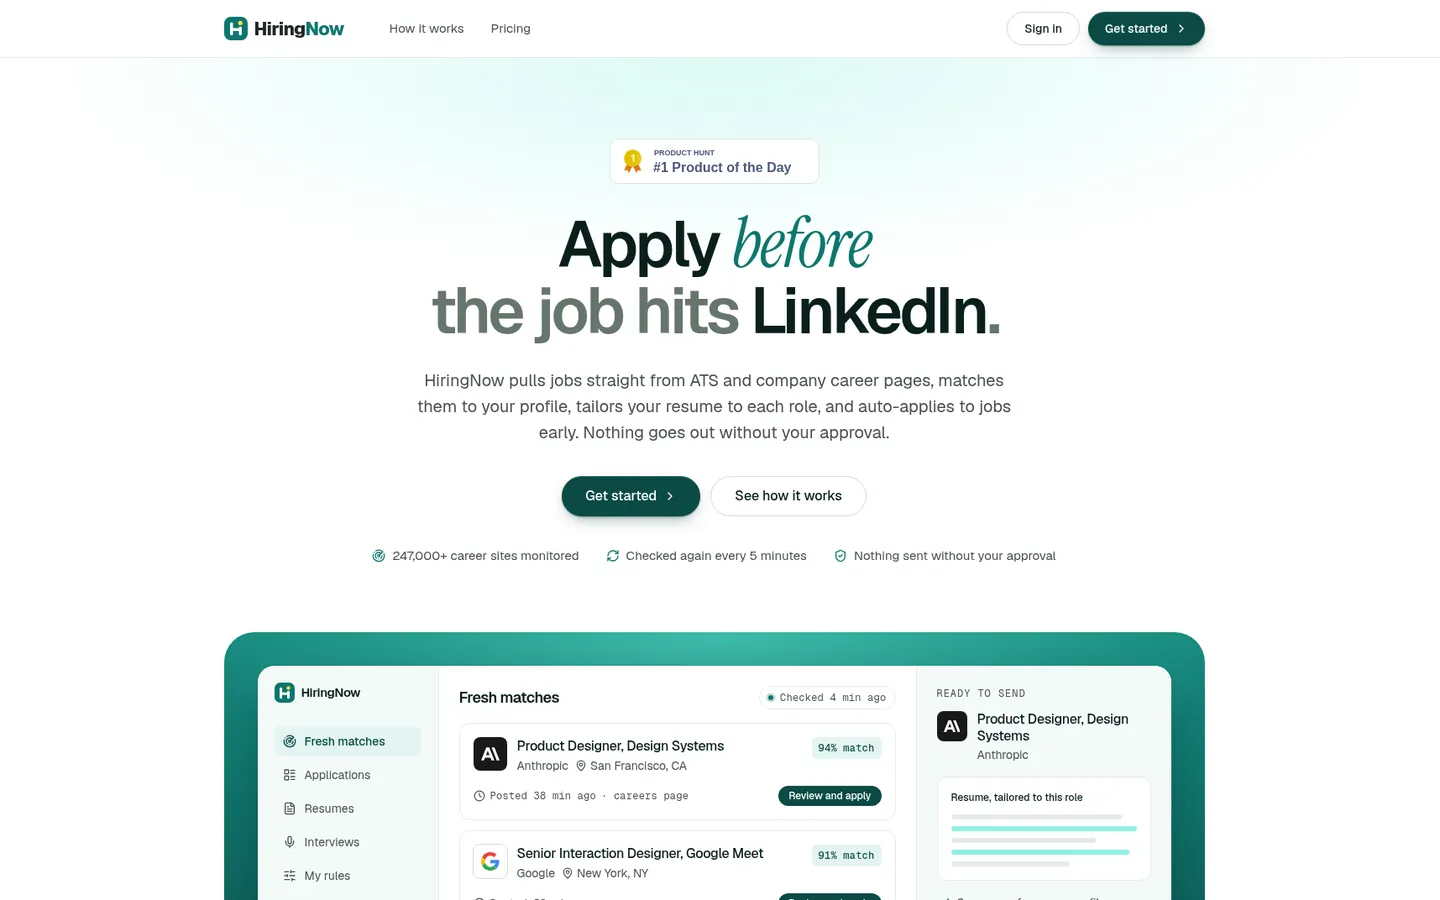 HiringNow
How it works
Pricing
Sign in
Get started
PRODUCT HUNT
#1 Product of the Day
Apply before
the job hits LinkedIn.
HiringNow pulls jobs straight from ATS and company career pages, matches
them to your profile, tailors your resume to each role, and auto-applies to jobs
early. Nothing goes out without your approval.
Get started
See how it works
247,000+ career sites monitored
Checked again every 5 minutes
Nothing sent without your approval
HiringNow
Fresh matches
Applications
Resumes
Interviews
My rules
Fresh matches
Checked 4 min ago
Product Designer, Design Systems
94% match
Anthropic
San Francisco, CA
Posted 38 min ago · careers page
Review and apply
Senior Interaction Designer, Google Meet
91% match
Google
New York, NY
READY TO SEND
Product Designer, Design
Systems
Anthropic
Resume, tailored to this role